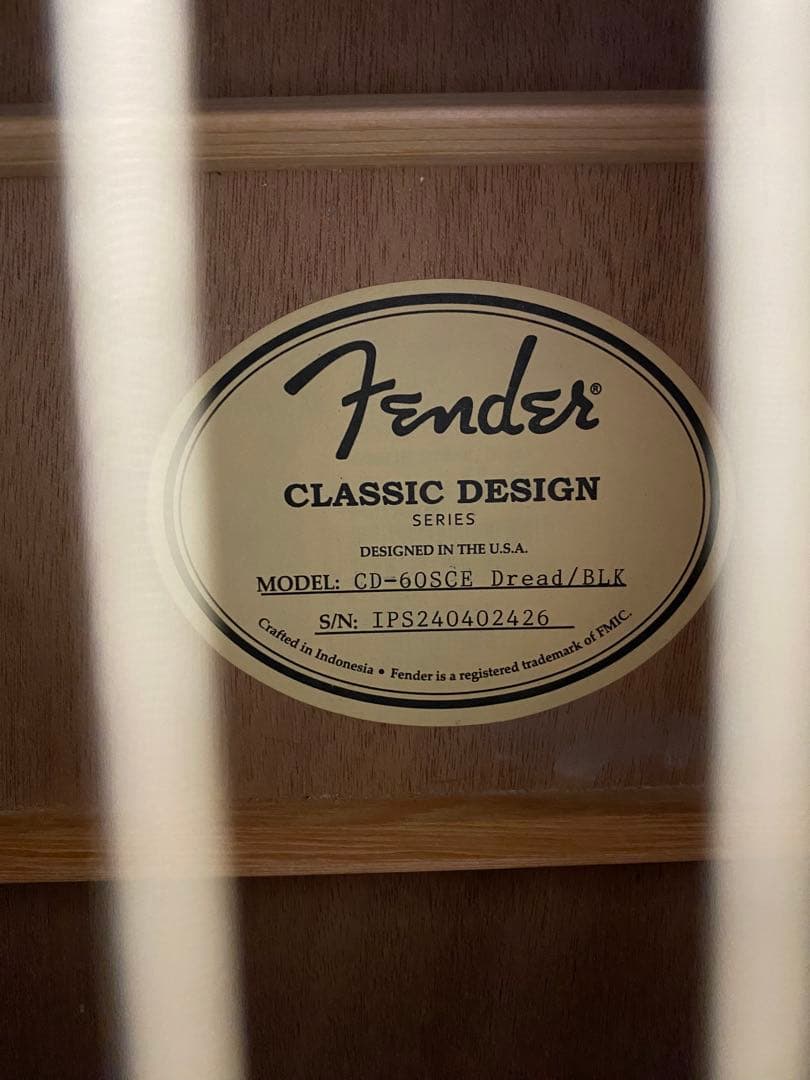 Fender®
CLASSIC DESIGN
SERIES
DESIGNED IN THE U.S.A.
MODEL: CD-60SCE Dread/BLK
S/N: IPS240402426
Crafted in Indonesia • Fender is a registered trademark of FMIC.